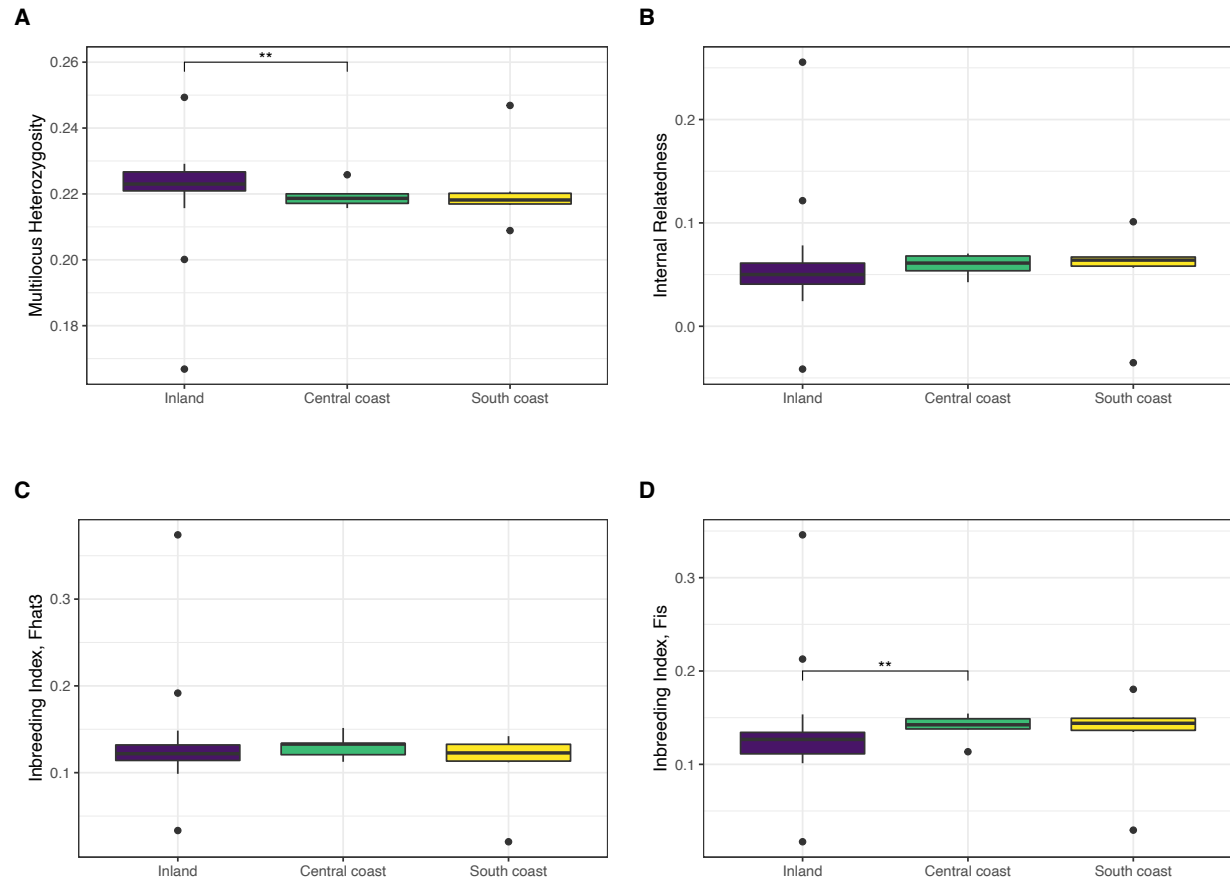 A
Multilocus Heterozygosity
0.26
0.24
0.22
0.20
0.18
**
Inland Central coast South coast
B
Internal Relatedness
0.2
0.1
0.0
Inland Central coast South coast
C
Inbreeding Index, Fhat3
0.3
0.2
0.1
Inland Central coast South coast
D
Inbreeding Index, Fis
0.3
0.2
0.1
**
Inland Central coast South coast